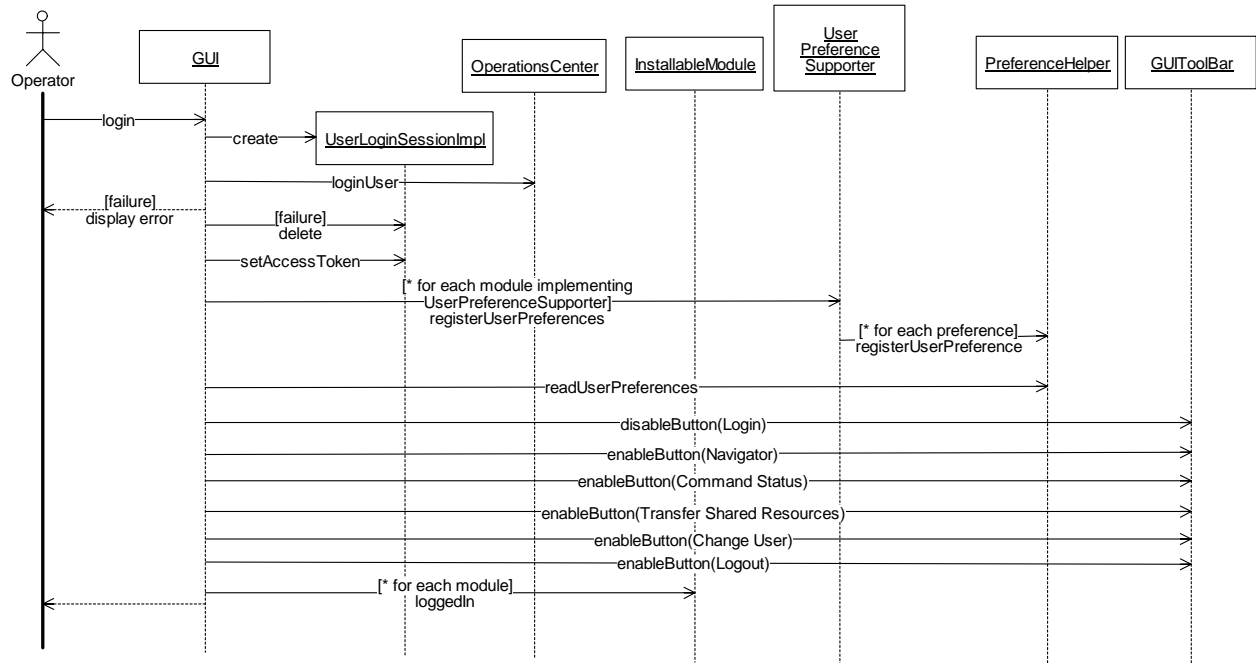 Operator
GUI
OperationsCenter
InstallableModule
User
Preference
Supporter
PreferenceHelper
GUIToolBar
login
create
UserLoginSessionImpl
loginUser
[failure]
display error
[failure]
delete
setAccessToken
[* for each module implementing
UserPreferenceSupporter]
registerUserPreferences
[* for each preference]
registerUserPreference
readUserPreferences
disableButton(Login)
enableButton(Navigator)
enableButton(Command Status)
enableButton(Transfer Shared Resources)
enableButton(Change User)
enableButton(Logout)
[* for each module]
loggedIn